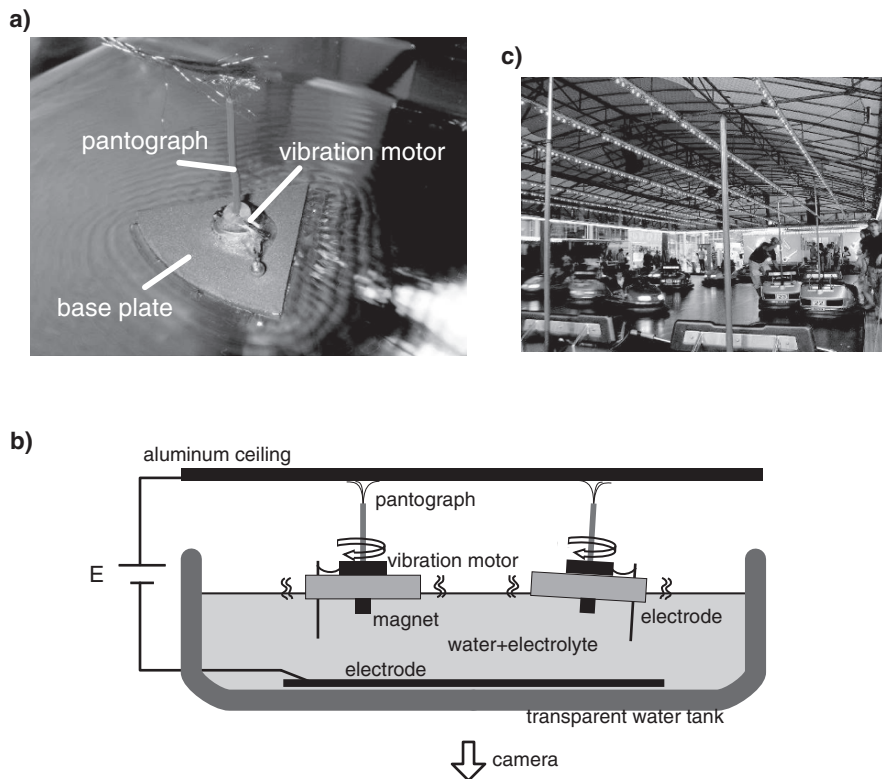 a)
pantograph
vibration motor
base plate
c)
b)
aluminum ceiling
pantograph
E
vibration motor
magnet
electrode
water+electrolyte
electrode
transparent water tank
camera